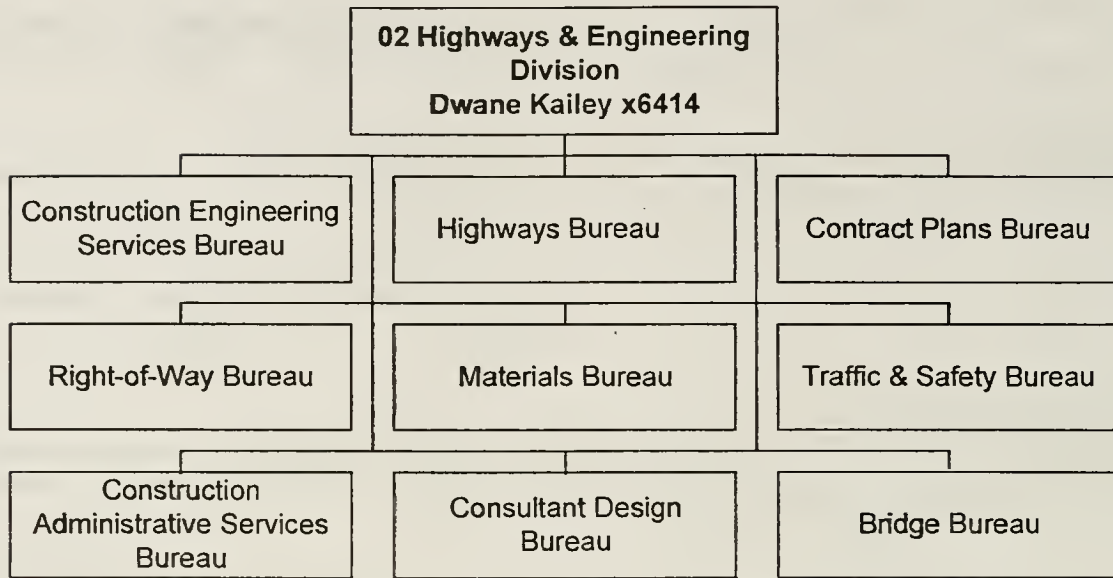 02 Highways & Engineering
Division
Dwane Kailey x6414
Construction Engineering
Services Bureau
Highways Bureau
Contract Plans Bureau
Right-of-Way Bureau
Materials Bureau
Traffic & Safety Bureau
Construction
Administrative Services
Bureau
Consultant Design
Bureau
Bridge Bureau